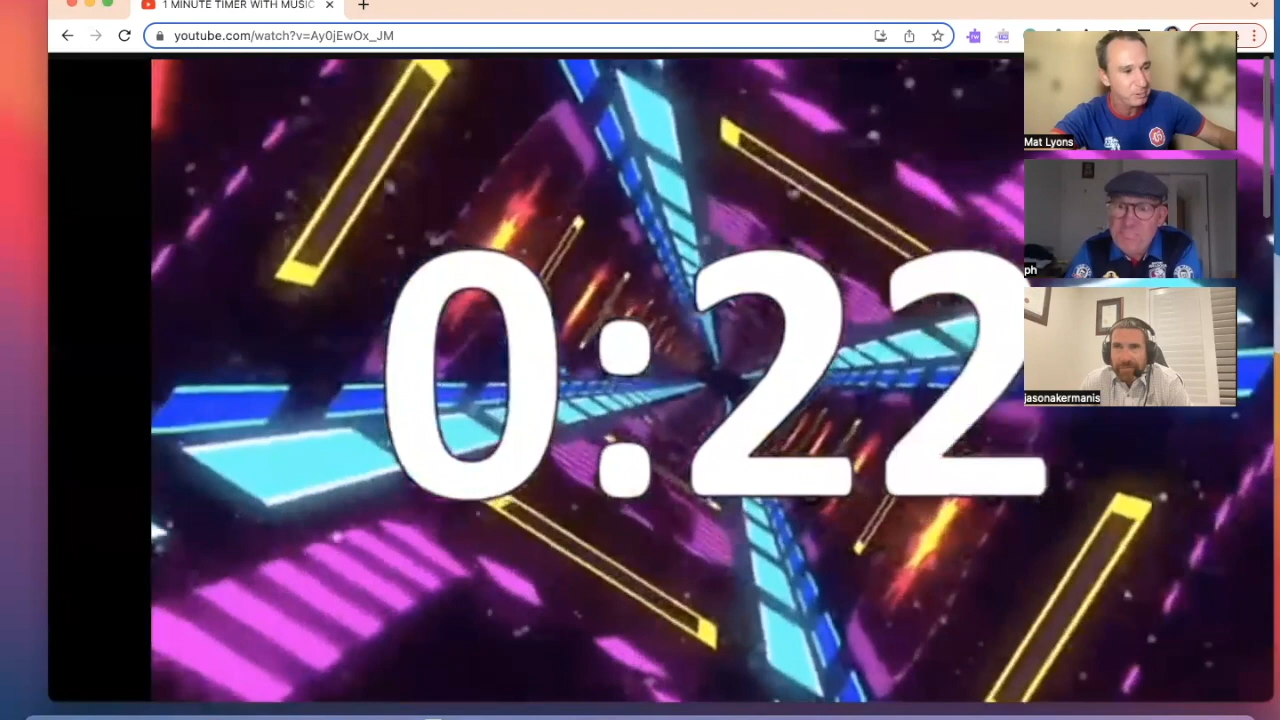 1 MINUTE TIMER WITH MUSIC
youtube.com/watch?v=Ay0jEwOx_JM
Mat Lyons
0:22
ph
jasonakermanis